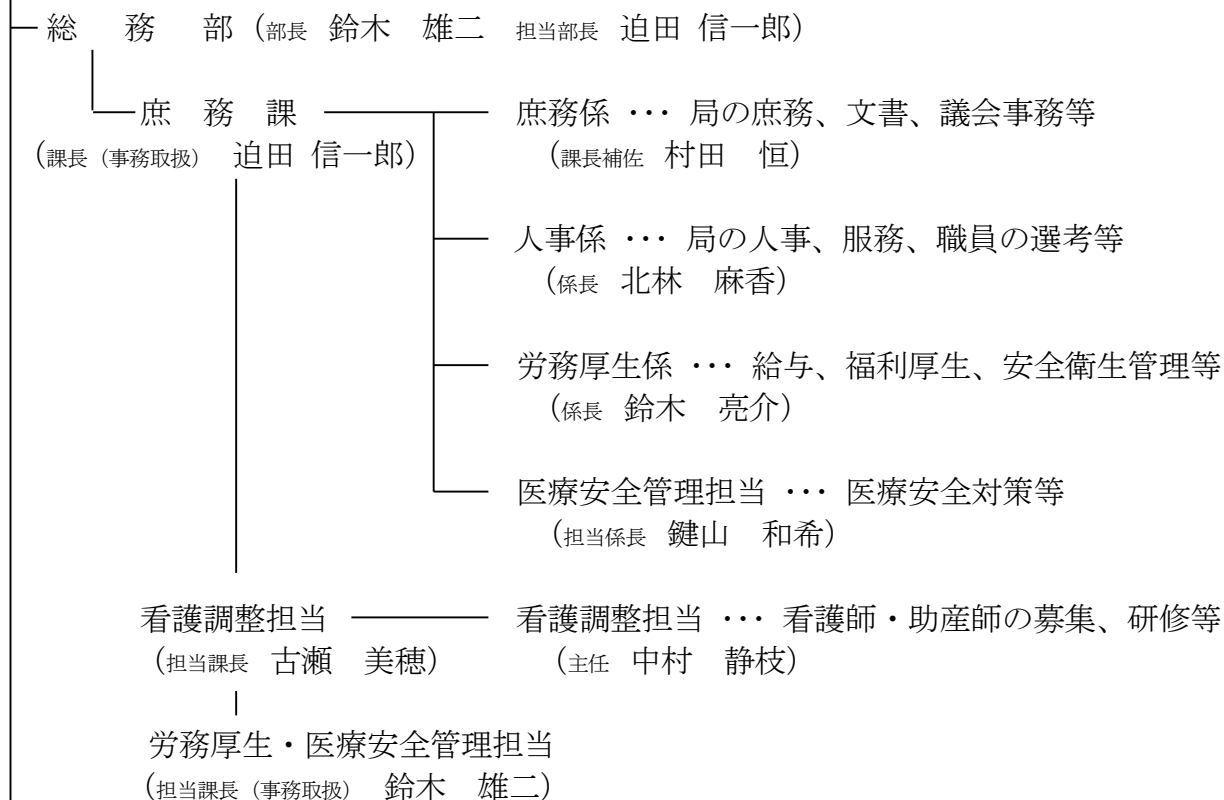 総務部（部長 鈴木 雄二 担当部長 迫田 信一郎）
庶務課 庶務係 ･･･ 局の庶務、文書、議会事務等
（課長（事務取扱） 迫田 信一郎） （課長補佐 村田 恒）
人事係 ･･･ 局の人事、服務、職員の選考等
（係長 北林 麻香）
労務厚生係 ･･･ 給与、福利厚生、安全衛生管理等
（係長 鈴木 亮介）
医療安全管理担当 ･･･ 医療安全対策等
（担当係長 鍵山 和希）
看護調整担当 看護調整担当 ･･･ 看護師・助産師の募集、研修等
（担当課長 古瀬 美穂） （主任 中村 静枝）
労務厚生・医療安全管理担当
（担当課長（事務取扱） 鈴木 雄二）